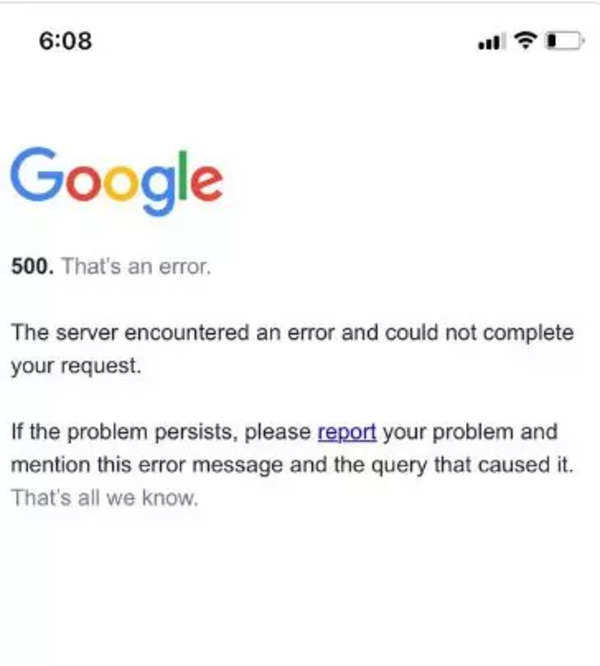 6:08
Google
500. That's an error.
The server encountered an error and could not complete
your request.
If the problem persists, please report your problem and
mention this error message and the query that caused it.
That's all we know.